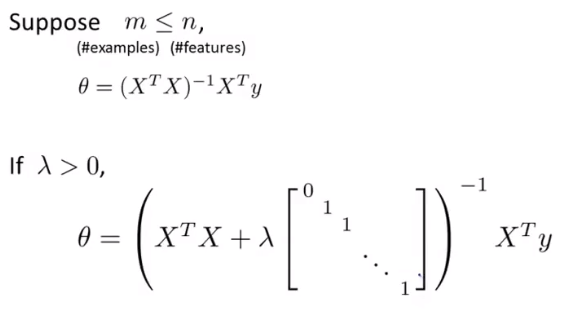 Suppose m ≤ n,
(#examples) (#features)
θ = (XᵀX)⁻¹Xᵀy
If λ > 0,
θ = (XᵀX + λ [0 1 1 ⋱ 1])⁻¹ Xᵀy